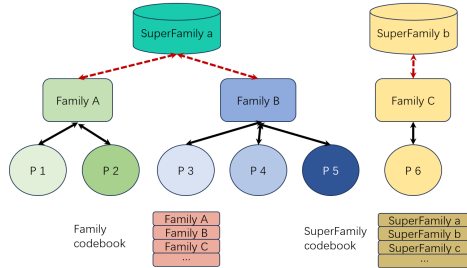 SuperFamily a
SuperFamily b
Family A
Family B
Family C
P 1
P 2
P 3
P 4
P 5
P 6
Family
codebook
Family A
Family B
Family C
...
SuperFamily
codebook
SuperFamily a
SuperFamily b
SuperFamily c
...